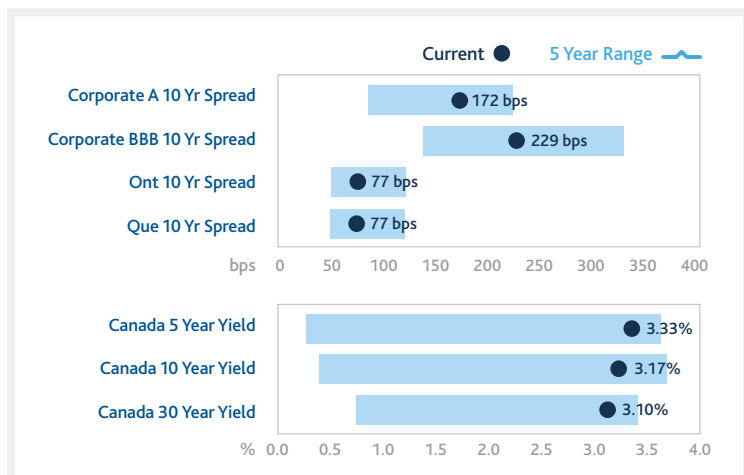 Current 5 Year Range
Corporate A 10 Yr Spread 172 bps
Corporate BBB 10 Yr Spread 229 bps
Ont 10 Yr Spread 77 bps
Que 10 Yr Spread 77 bps
bps 0 50 100 150 200 250 300 350 400
Canada 5 Year Yield 3.33%
Canada 10 Year Yield 3.17%
Canada 30 Year Yield 3.10%
% 0.0 0.5 1.0 1.5 2.0 2.5 3.0 3.5 4.0